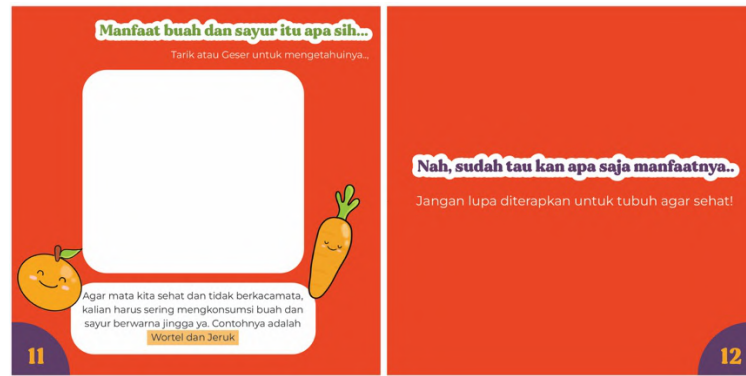 Manfaat buah dan sayur itu apa sih...
Tarik atau Geser untuk mengetahuinya..,
Agar mata kita sehat dan tidak berkacamata,
kalian harus sering mengkonsumsi buah dan
sayur berwarna jingga ya. Contohnya adalah
Wortel dan Jeruk
11
Nah, sudah tau kan apa saja manfaatnya..
Jangan lupa diterapkan untuk tubuh agar sehat!
12